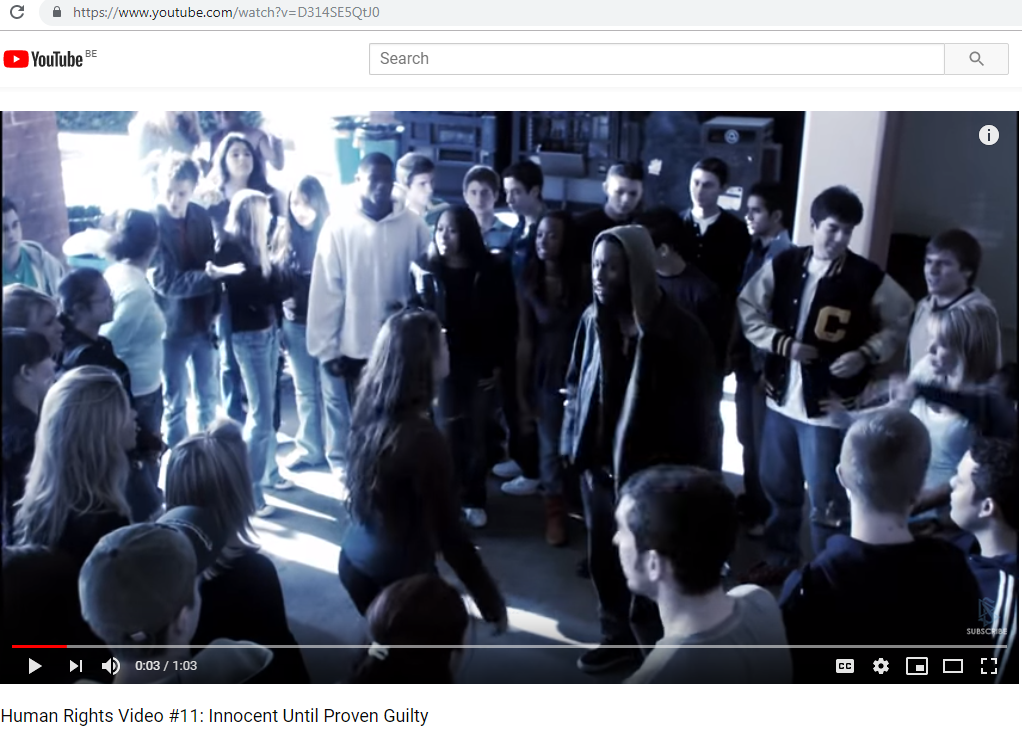 https://www.youtube.com/watch?v=D314SE5QtJ0
YouTube BE
Search
i
C
SUBSCRIBE
0:03 / 1:03
CC
Human Rights Video #11: Innocent Until Proven Guilty